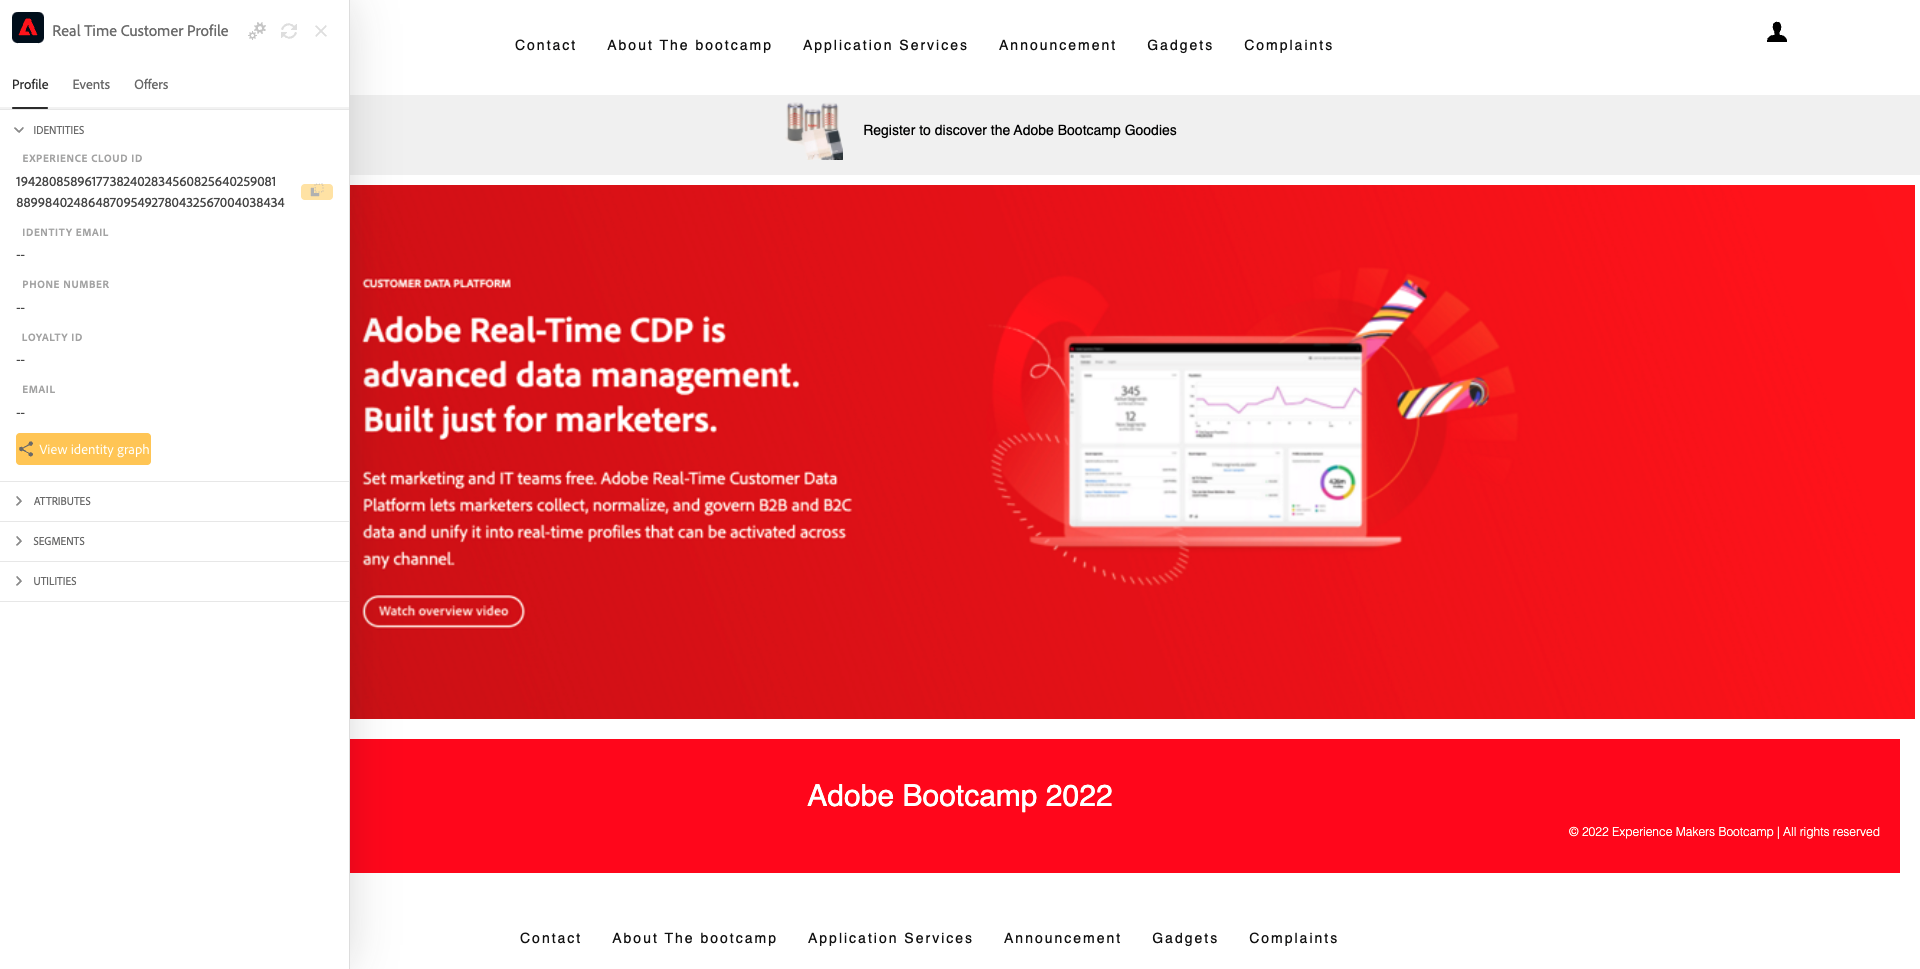 Real Time Customer Profile
Profile Events Offers
IDENTITIES
EXPERIENCE CLOUD ID
19428085896177382402834560825640259081
88998402486487095492780432567004038434
IDENTITY EMAIL
--
PHONE NUMBER
--
LOYALTY ID
--
EMAIL
--
View identity graph
ATTRIBUTES
SEGMENTS
UTILITIES
Contact About The bootcamp Application Services Announcement Gadgets Complaints
Register to discover the Adobe Bootcamp Goodies
CUSTOMER DATA PLATFORM
Adobe Real-Time CDP is
advanced data management.
Built just for marketers.
Set marketing and IT teams free. Adobe Real-Time Customer Data
Platform lets marketers collect, normalize, and govern B2B and B2C
data and unify it into real-time profiles that can be activated across
any channel.
Watch overview video
345
12
Adobe Bootcamp 2022
© 2022 Experience Makers Bootcamp | All rights reserved
Contact About The bootcamp Application Services Announcement Gadgets Complaints